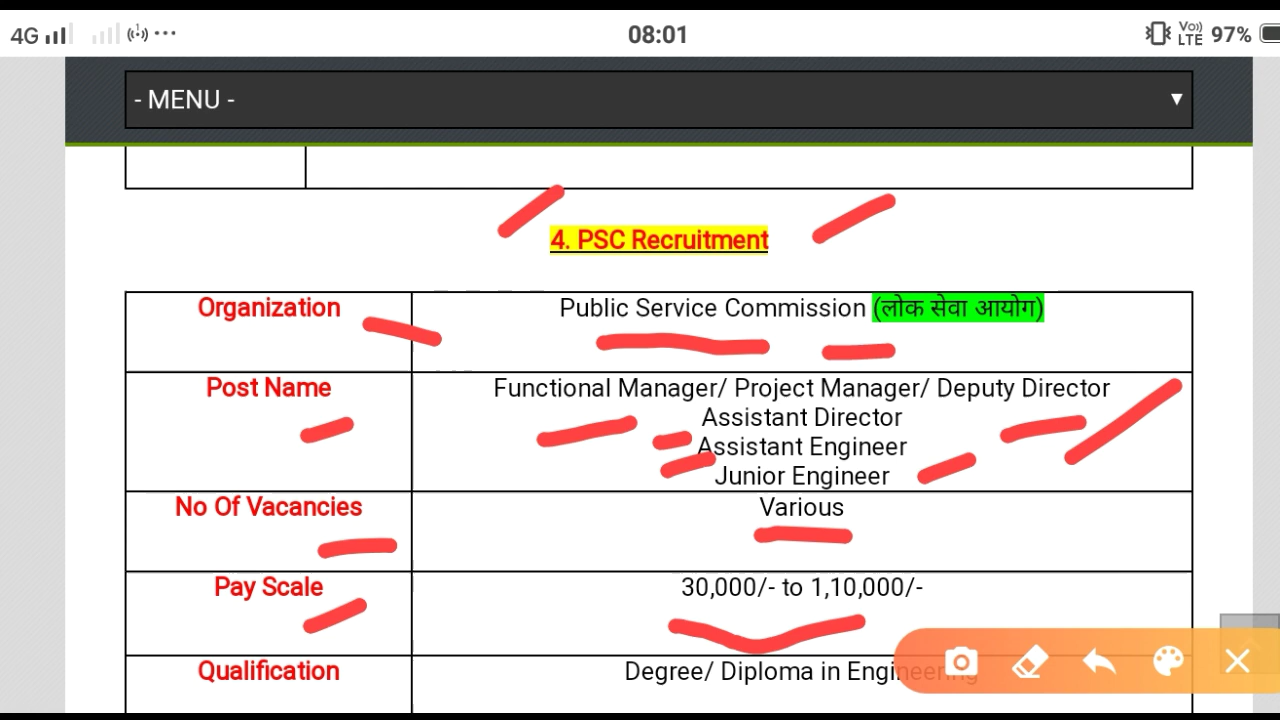 4G 08:01 Vo)) LTE 97%
- MENU -
4. PSC Recruitment
Organization Public Service Commission (लोक सेवा आयोग)
Post Name Functional Manager/ Project Manager/ Deputy Director
Assistant Director
Assistant Engineer
Junior Engineer
No Of Vacancies Various
Pay Scale 30,000/- to 1,10,000/-
Qualification Degree/ Diploma in Engineering